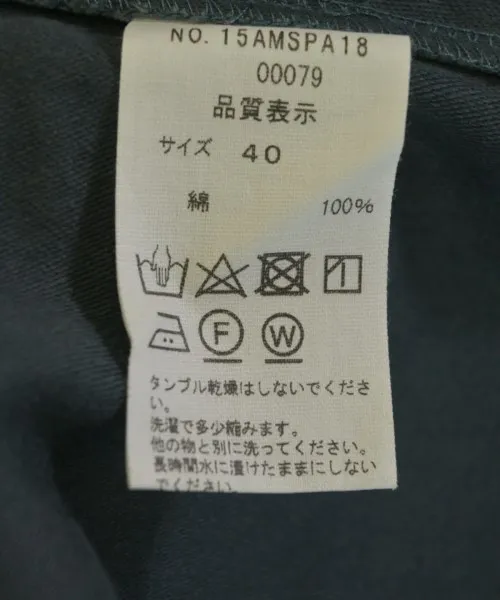 NO. 15AMSPA18
00079
品質表示
サイズ 40
綿 100%
F W
タンブル乾燥はしないでくださ
い。
洗濯で多少縮みます。
他の物と別に洗ってください。
長時間水に漬けたままにしない
でください。